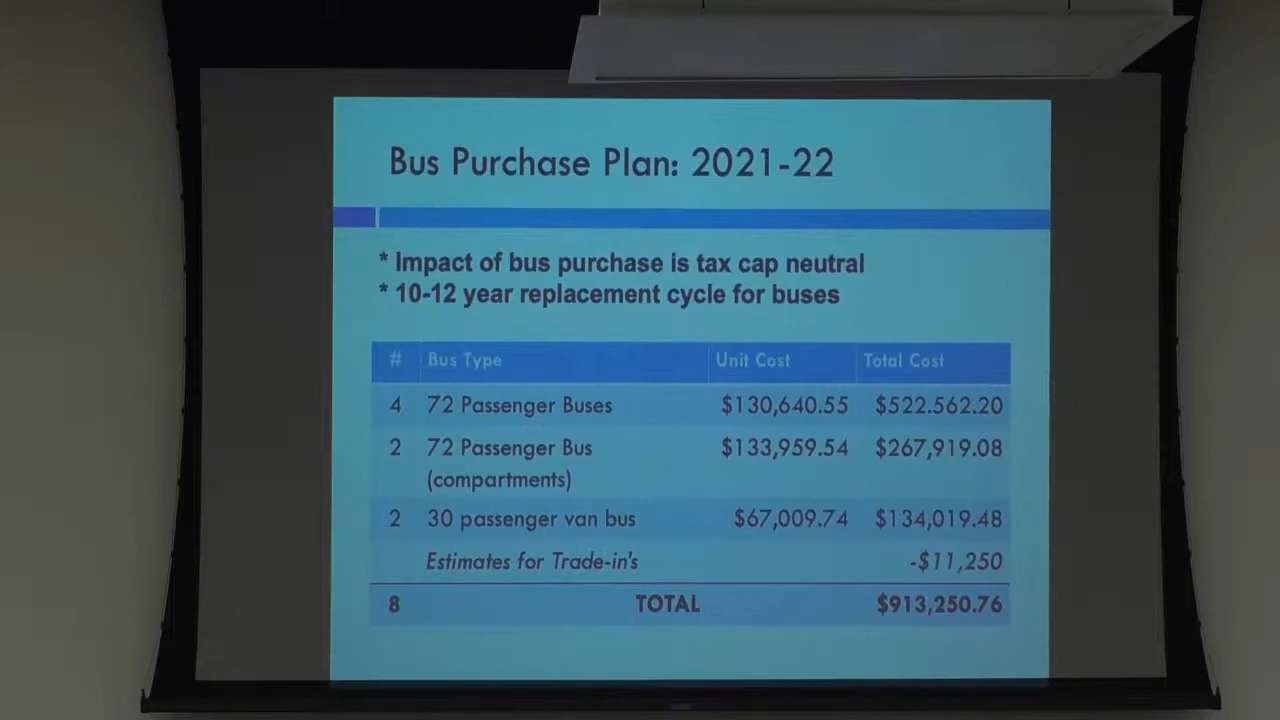 Bus Purchase Plan: 2021-22
* Impact of bus purchase is tax cap neutral
* 10-12 year replacement cycle for buses
# Bus Type Unit Cost Total Cost
4 72 Passenger Buses $130,640.55 $522.562.20
2 72 Passenger Bus $133,959.54 $267,919.08
(compartments)
2 30 passenger van bus $67,009.74 $134,019.48
Estimates for Trade-in's -$11,250
8 TOTAL $913,250.76